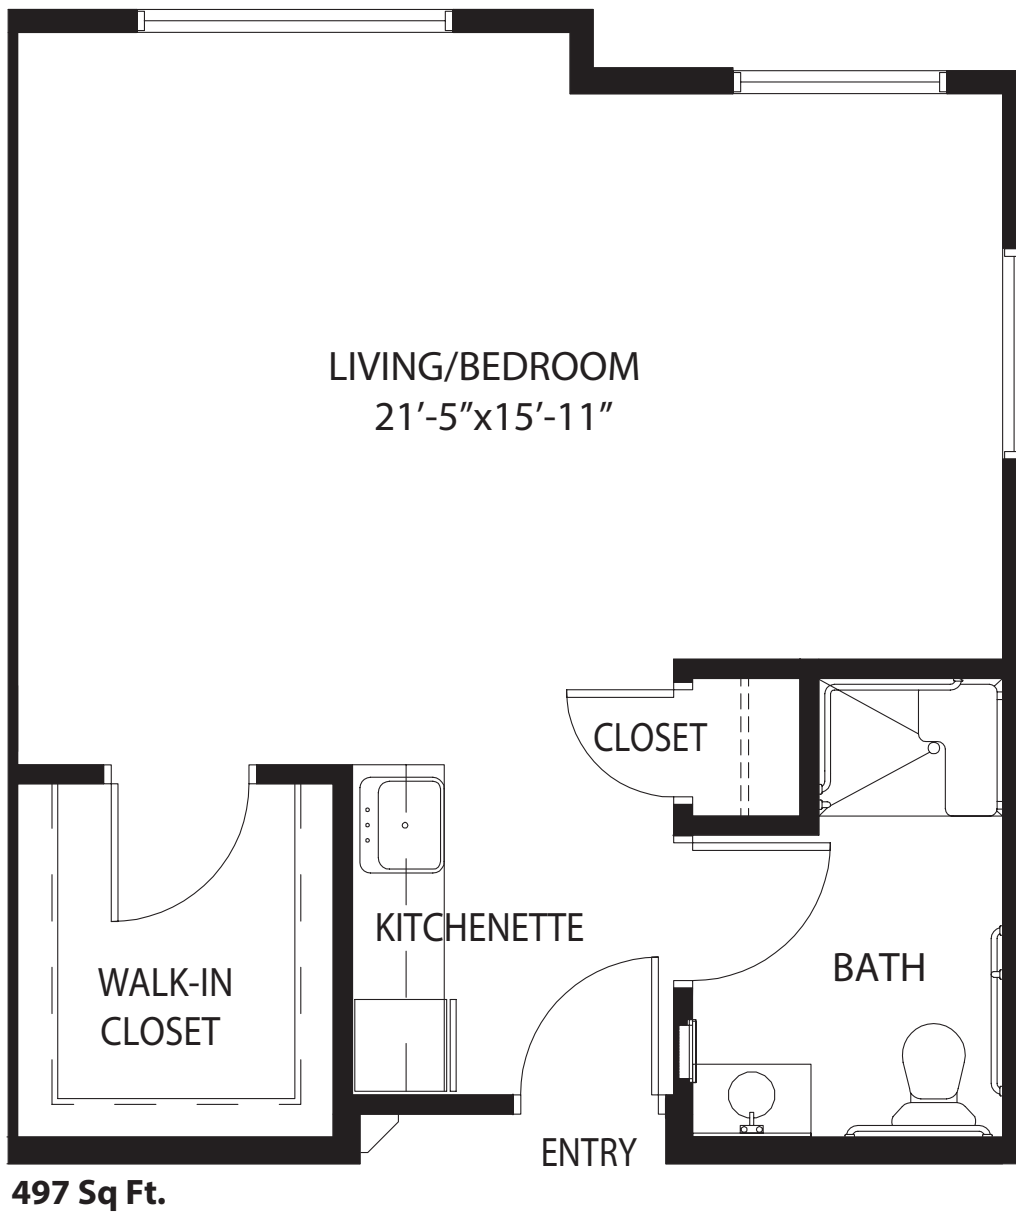 LIVING/BEDROOM
21’-5”x15’-11”
CLOSET
KITCHENETTE
BATH
WALK-IN
CLOSET
ENTRY
497 Sq Ft.